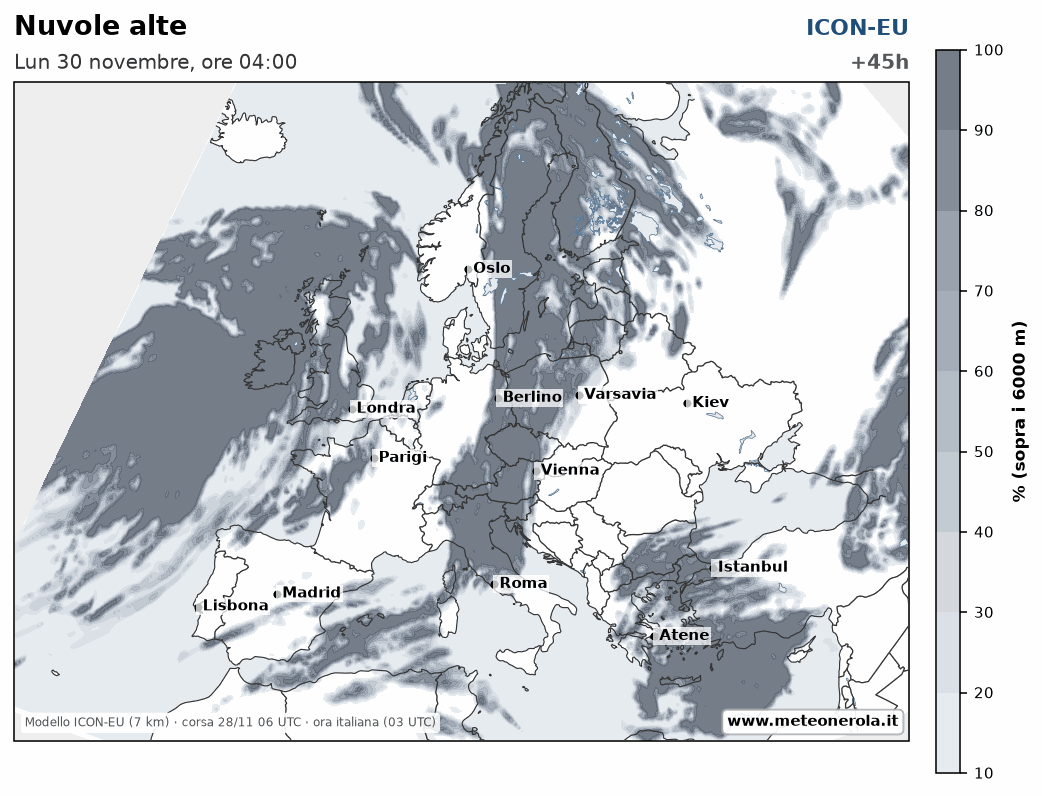 Nuvole alte
ICON-EU
Lun 30 novembre, ore 04:00
+45h
100
90
80
70
60
50
40
30
20
10
% (sopra i 6000 m)
Oslo
Berlino
Varsavia
Kiev
Londra
Parigi
Vienna
Istanbul
Roma
Madrid
Lisbona
Atene
Modello ICON-EU (7 km) · corsa 28/11 06 UTC · ora italiana (03 UTC)
www.meteonerola.it